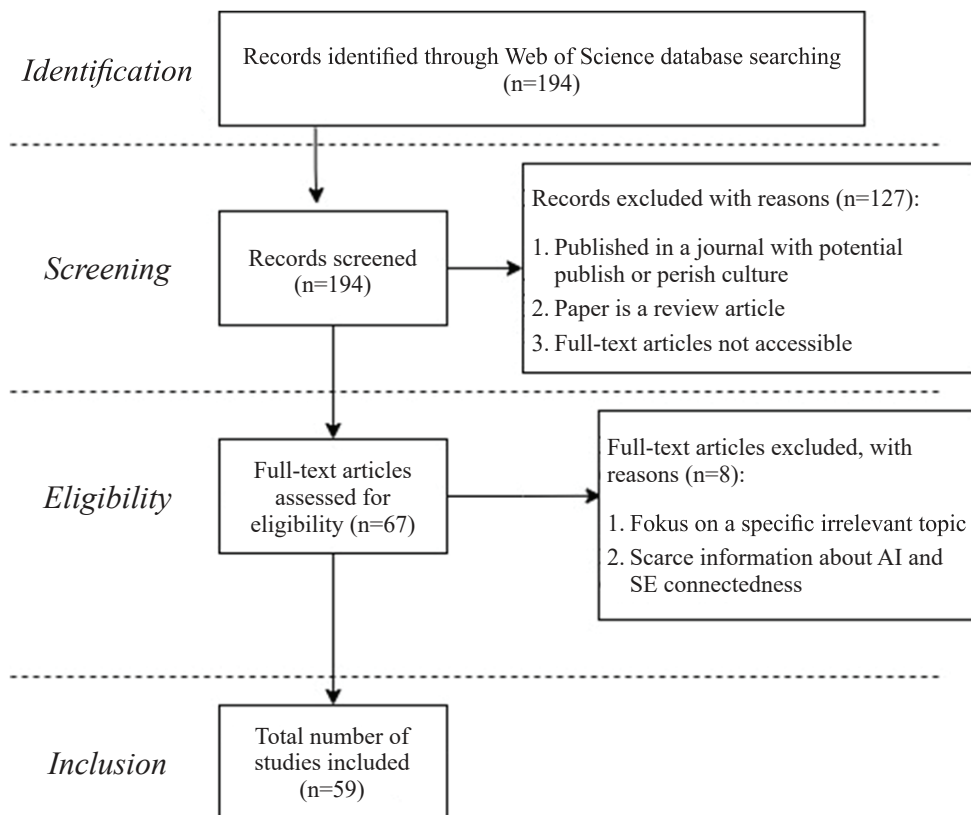 Identification
Records identified through Web of Science database searching
(n=194)
Screening
Records screened
(n=194)
Records excluded with reasons (n=127):
1. Published in a journal with potential
publish or perish culture
2. Paper is a review article
3. Full-text articles not accessible
Eligibility
Full-text articles
assessed for
eligibility (n=67)
Full-text articles excluded, with
reasons (n=8):
1. Fokus on a specific irrelevant topic
2. Scarce information about AI and
SE connectedness
Inclusion
Total number of
studies included
(n=59)